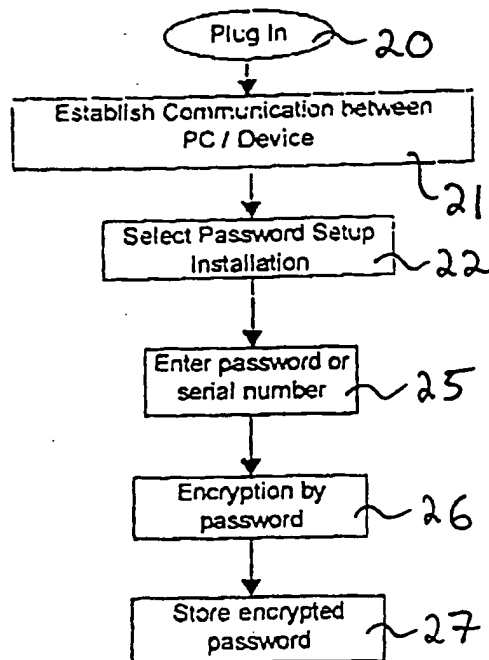 Plug In
20
Establish Communication between
PC / Device
21
Select Password Setup
Installation
22
Enter password or
serial number
25
Encryption by
password
26
Store encrypted
password
27